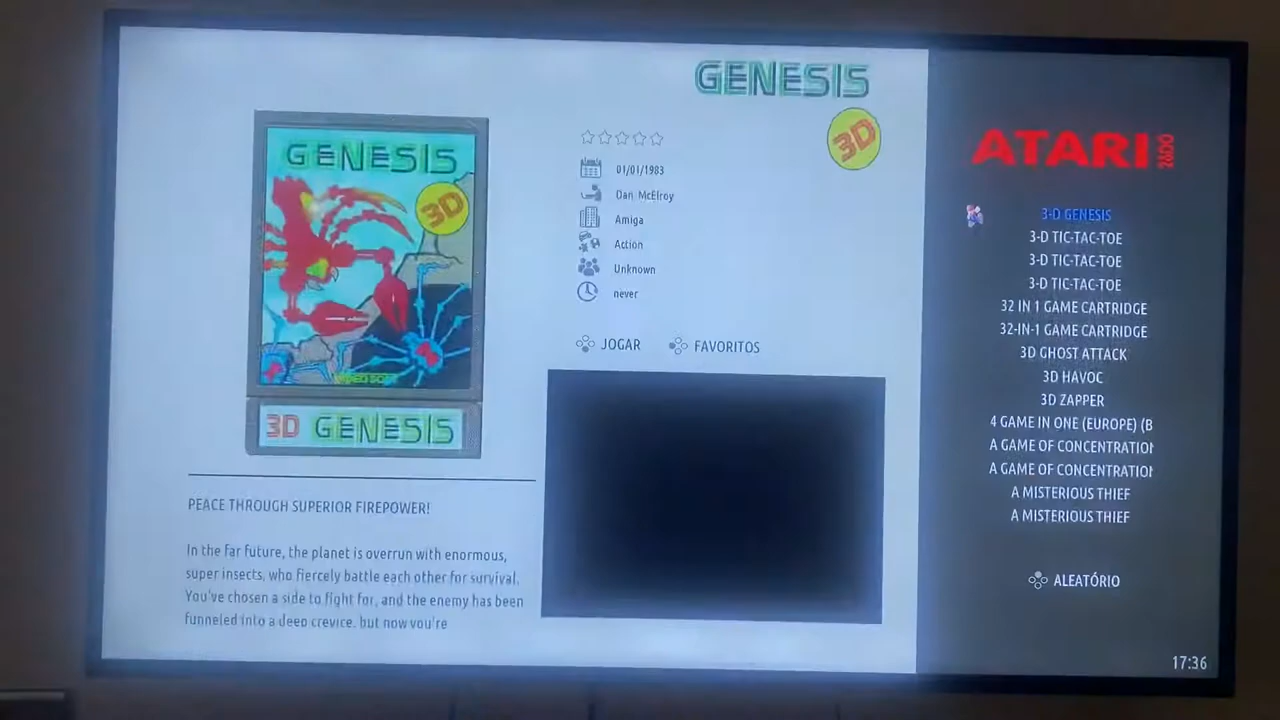 GENESIS
3D
GENESIS
3D
VIDEO SOFT
3D GENESIS
01/01/1983
Dan McElroy
Amiga
Action
Unknown
never
JOGAR
FAVORITOS
PEACE THROUGH SUPERIOR FIREPOWER!
In the far future, the planet is overrun with enormous,
super insects, who fiercely battle each other for survival.
You've chosen a side to fight for, and the enemy has been
funneled into a deep crevice, but now you're
ATARI 2600
3-D GENESIS
3-D TIC-TAC-TOE
3-D TIC-TAC-TOE
3-D TIC-TAC-TOE
32 IN 1 GAME CARTRIDGE
32-IN-1 GAME CARTRIDGE
3D GHOST ATTACK
3D HAVOC
3D ZAPPER
4 GAME IN ONE (EUROPE) (B
A GAME OF CONCENTRATION
A GAME OF CONCENTRATION
A MISTERIOUS THIEF
A MISTERIOUS THIEF
ALEATÓRIO
17:36